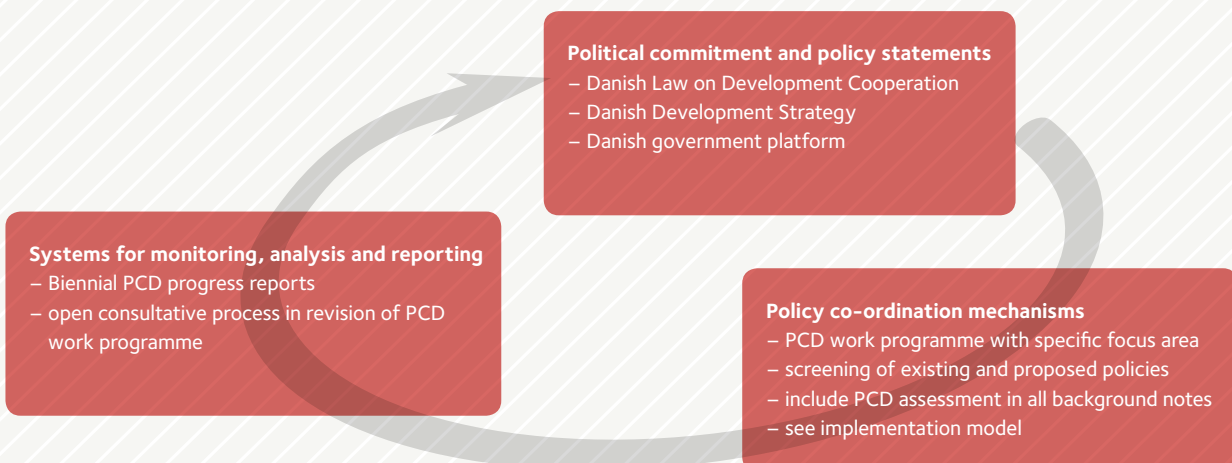 Political commitment and policy statements
– Danish Law on Development Cooperation
– Danish Development Strategy
– Danish government platform
Systems for monitoring, analysis and reporting
– Biennial PCD progress reports
– open consultative process in revision of PCD
work programme
Policy co-ordination mechanisms
– PCD work programme with specific focus area
– screening of existing and proposed policies
– include PCD assessment in all background notes
– see implementation model